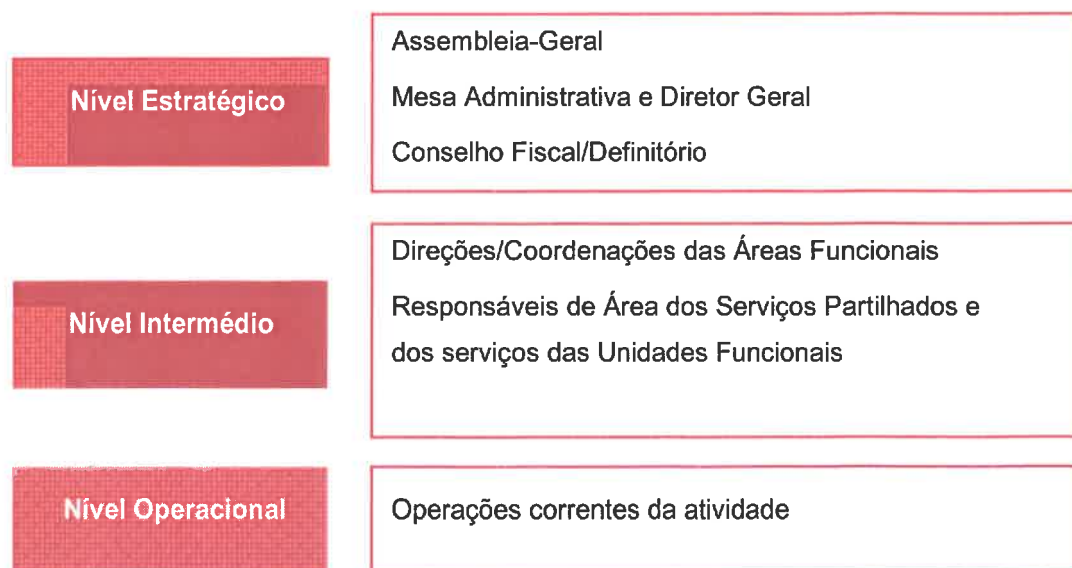 Nível Estratégico
Assembleia-Geral
Mesa Administrativa e Diretor Geral
Conselho Fiscal/Definitório
Nível Intermédio
Direções/Coordenações das Áreas Funcionais
Responsáveis de Área dos Serviços Partilhados e
dos serviços das Unidades Funcionais
Nível Operacional
Operações correntes da atividade